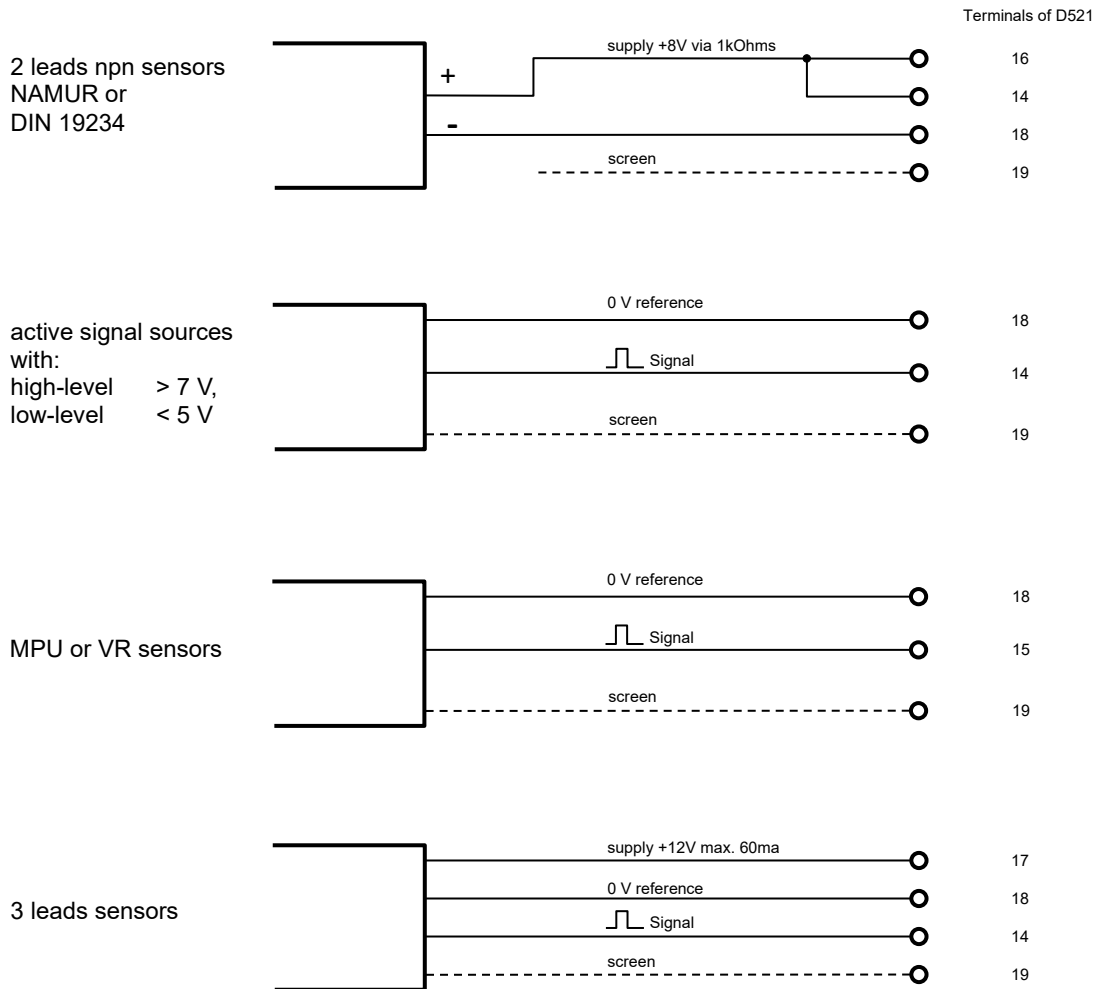 Terminals of D521
2 leads npn sensors
NAMUR or
DIN 19234
+
-
supply +8V via 1kOhms
screen
16
14
18
19
active signal sources
with:
high-level > 7 V,
low-level < 5 V
0 V reference
Signal
screen
18
14
19
MPU or VR sensors
0 V reference
Signal
screen
18
15
19
3 leads sensors
supply +12V max. 60ma
0 V reference
Signal
screen
17
18
14
19